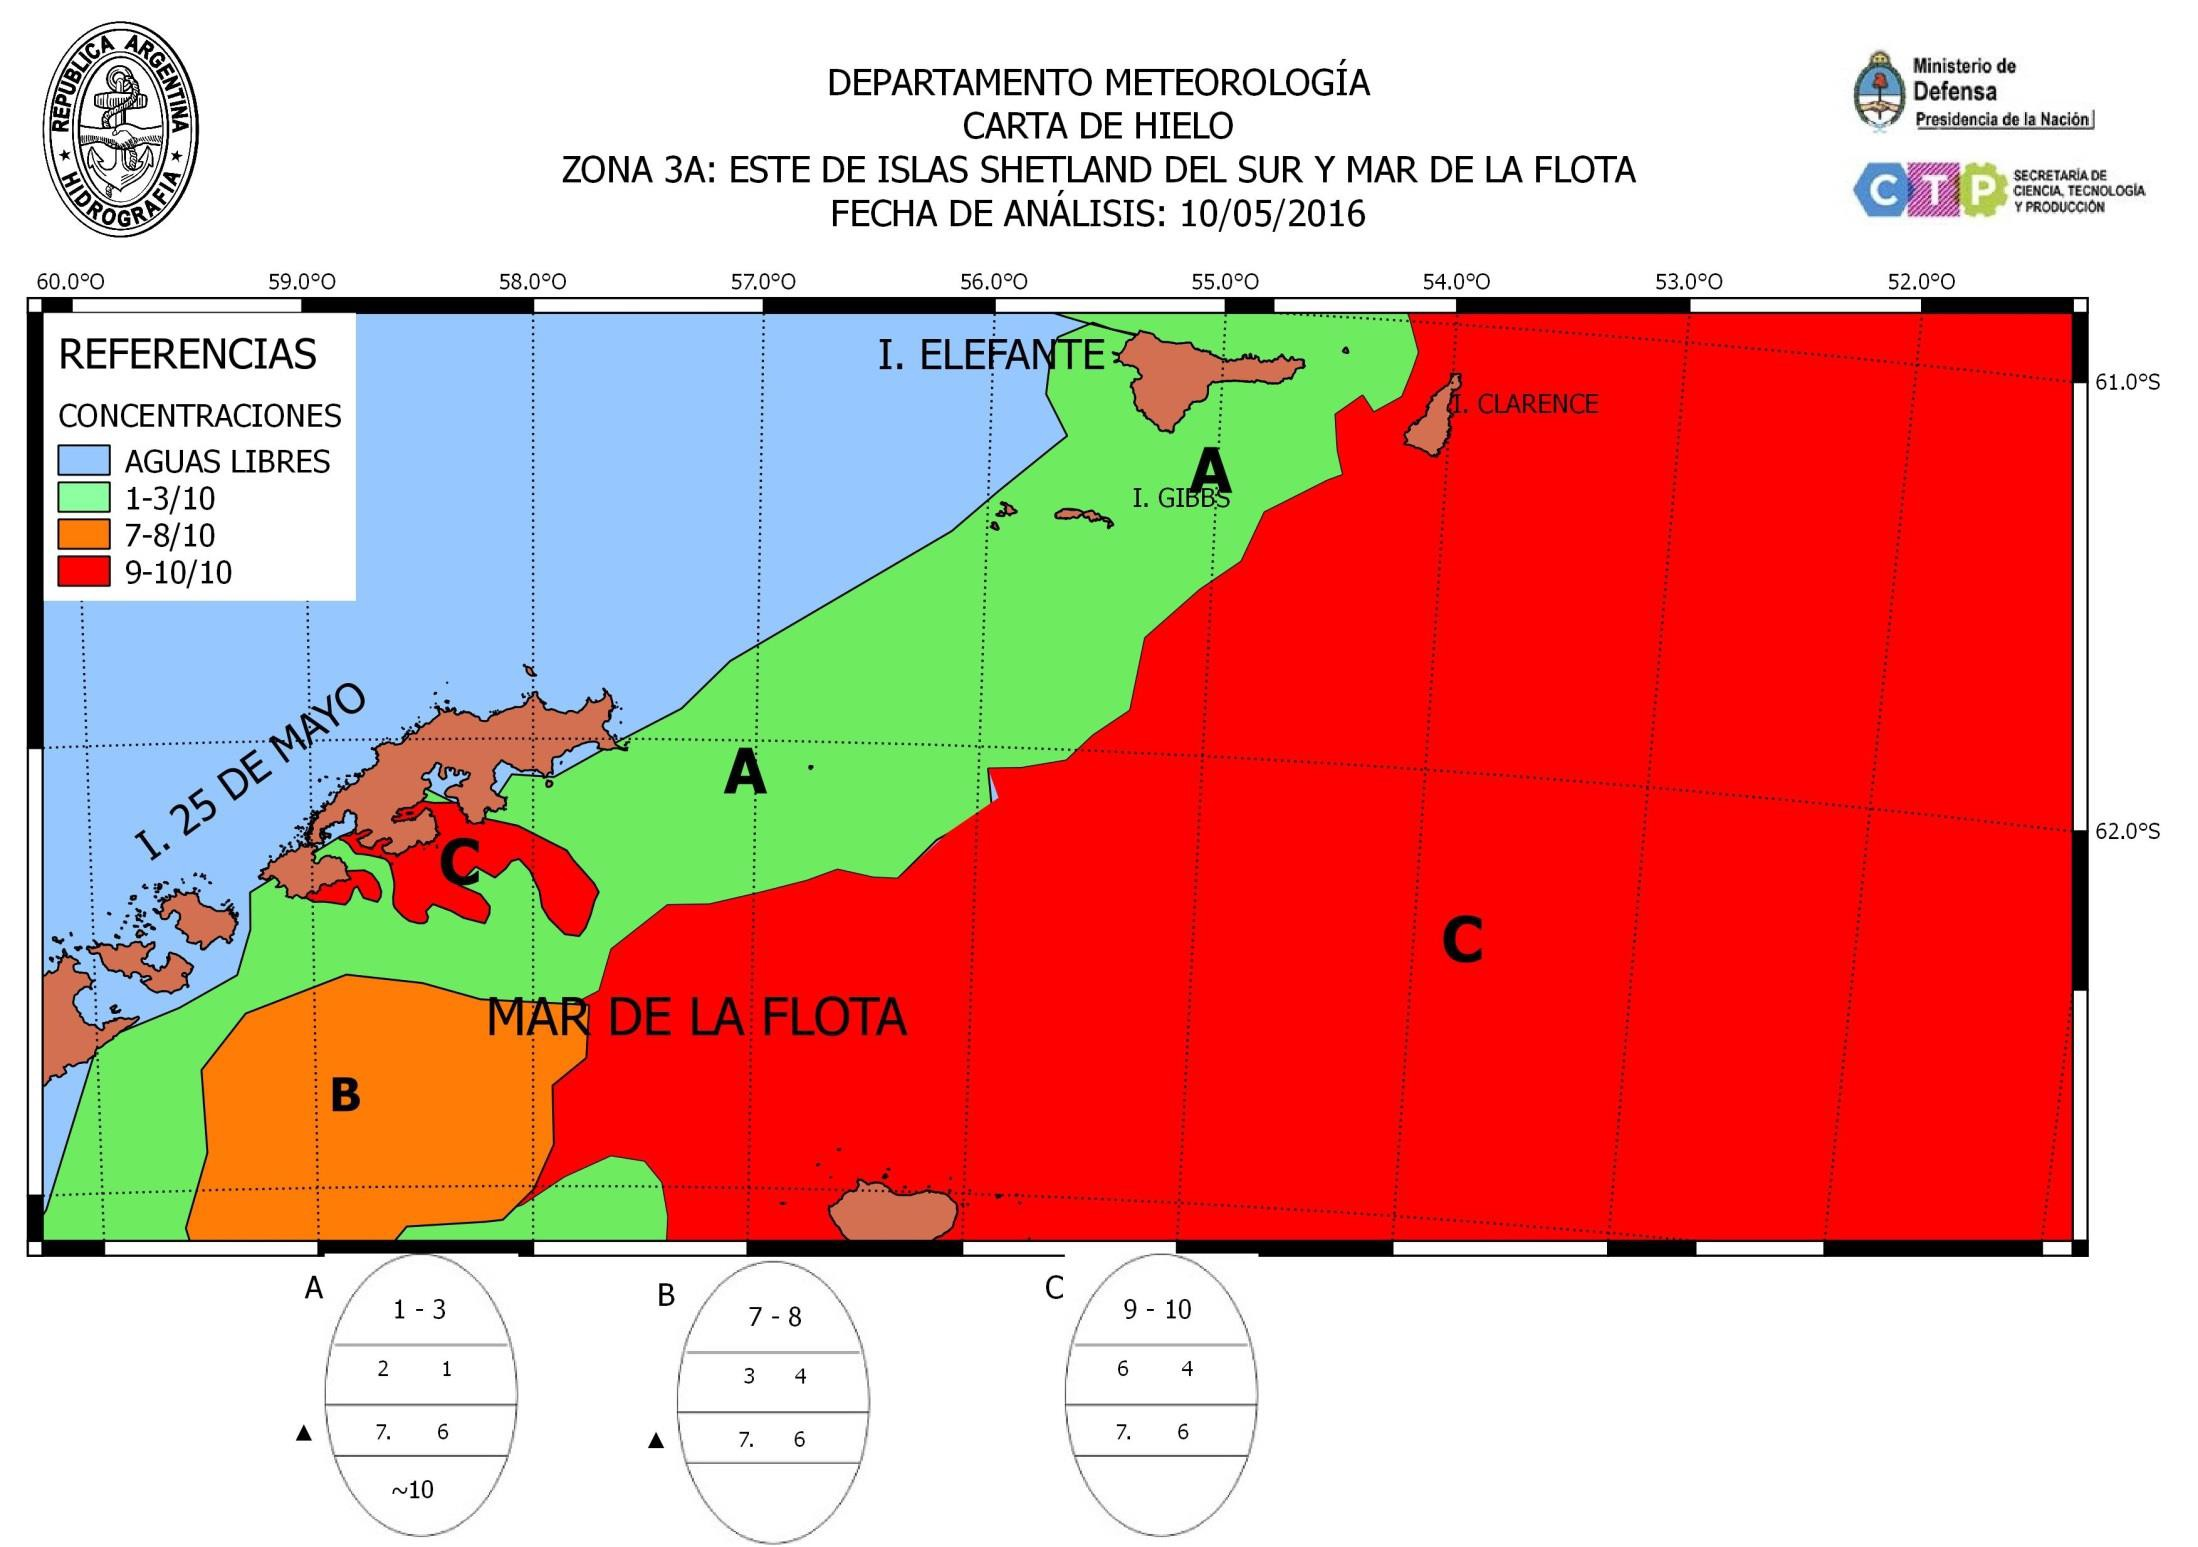 REPUBLICA ARGENTINA
★ HIDROGRAFIA ★
DEPARTAMENTO METEOROLOGÍA
CARTA DE HIELO
ZONA 3A: ESTE DE ISLAS SHETLAND DEL SUR Y MAR DE LA FLOTA
FECHA DE ANÁLISIS: 10/05/2016
Ministerio de
Defensa
Presidencia de la Nación
CTP
SECRETARÍA DE
CIENCIA, TECNOLOGÍA
Y PRODUCCIÓN
60.0°O 59.0°O 58.0°O 57.0°O 56.0°O 55.0°O 54.0°O 53.0°O 52.0°O
REFERENCIAS
CONCENTRACIONES
AGUAS LIBRES
1-3/10
7-8/10
9-10/10
I. ELEFANTE
61.0°S
I. CLARENCE
A
I. GIBBS
I. 25 DE MAYO
A
62.0°S
C
C
MAR DE LA FLOTA
B
A
1 - 3
2 1
▲ 7. 6
~10
B
7 - 8
3 4
▲ 7. 6
C
9 - 10
6 4
7. 6